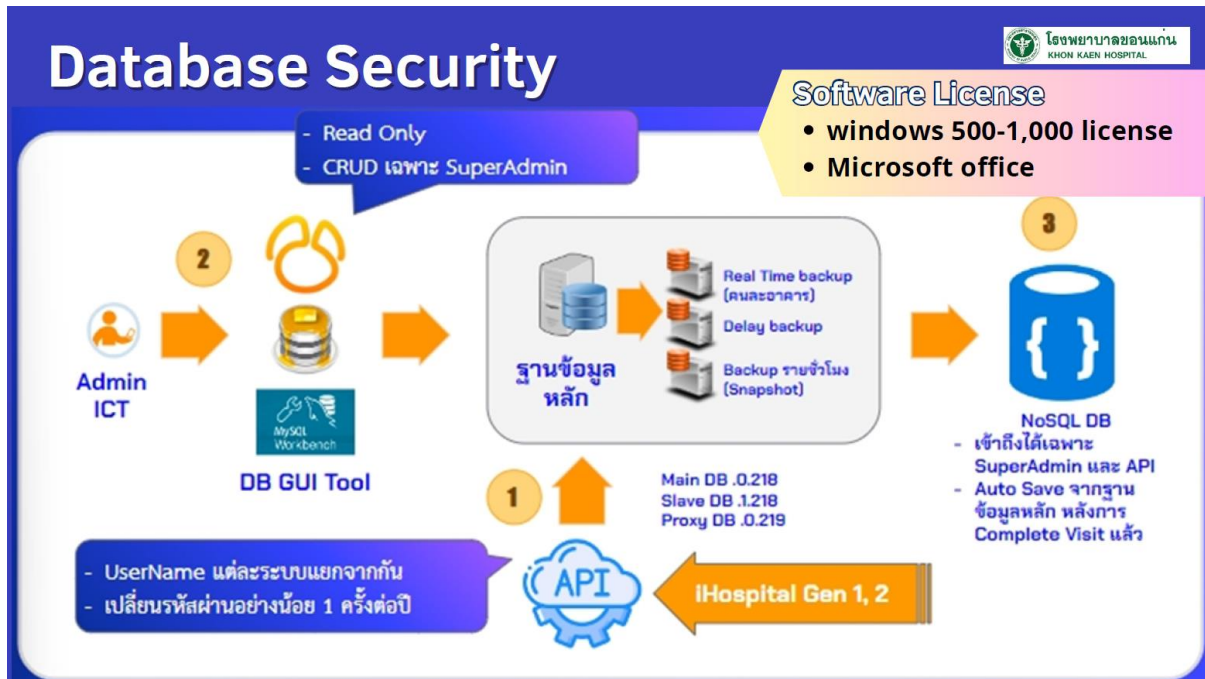 Database Security
โรงพยาบาลขอนแก่น
KHON KAEN HOSPITAL
Software License
• windows 500-1,000 license
• Microsoft office
- Read Only
- CRUD เฉพาะ SuperAdmin
2
Admin
ICT
MySQL
Workbench
DB GUI Tool
ฐานข้อมูล
หลัก
Real Time backup
(คนละอาคาร)
Delay backup
Backup รายชั่วโมง
(Snapshot)
3
{ }
NoSQL DB
- เข้าถึงได้เฉพาะ
SuperAdmin และ API
- Auto Save จากฐาน
ข้อมูลหลัก หลังการ
Complete Visit แล้ว
1
Main DB .0.218
Slave DB .1.218
Proxy DB .0.219
- UserName แต่ละระบบแยกจากกัน
- เปลี่ยนรหัสผ่านอย่างน้อย 1 ครั้งต่อปี
API
iHospital Gen 1, 2